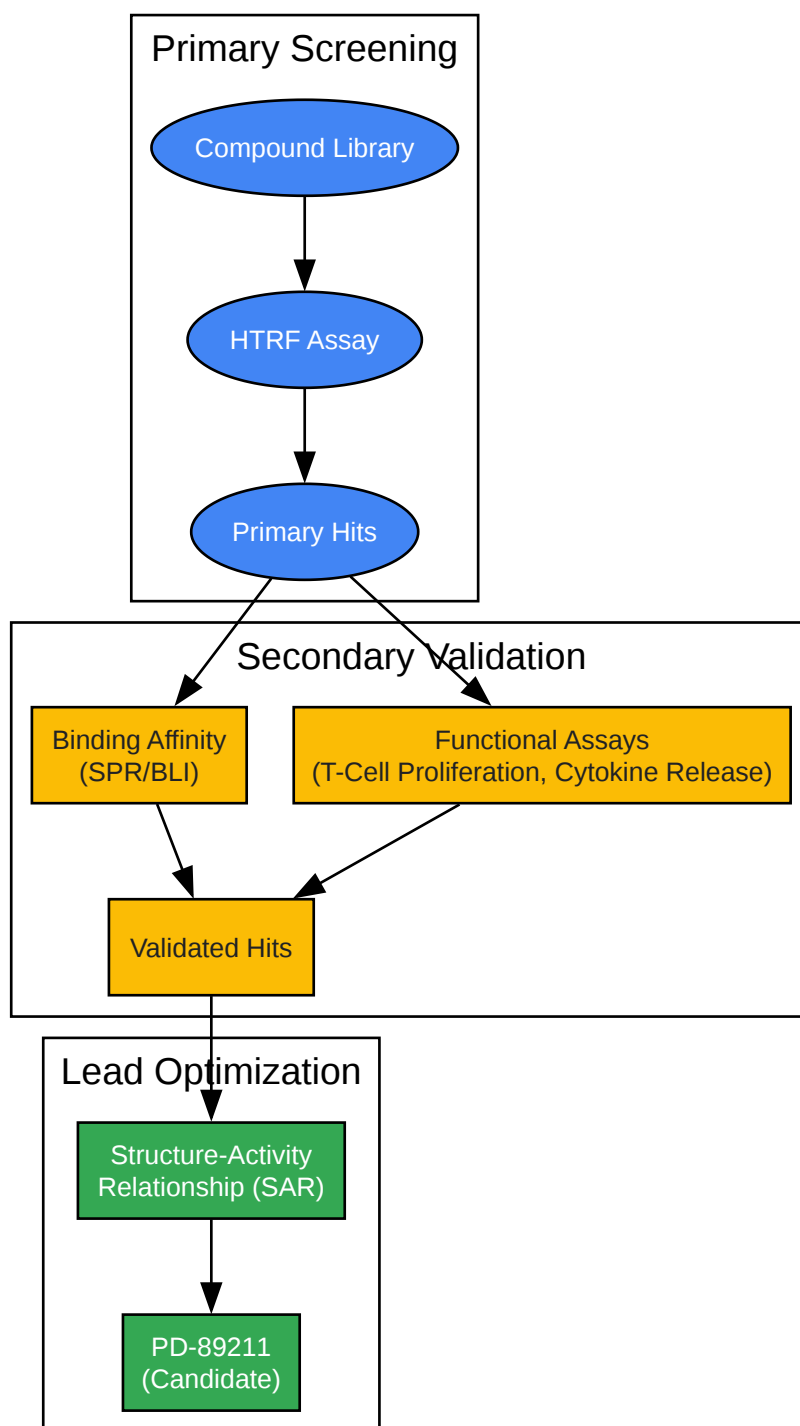 Primary Screening
Compound Library
HTRF Assay
Primary Hits
Secondary Validation
Binding Affinity
(SPR/BLI)
Functional Assays
(T-Cell Proliferation, Cytokine Release)
Validated Hits
Lead Optimization
Structure-Activity
Relationship (SAR)
PD-89211
(Candidate)